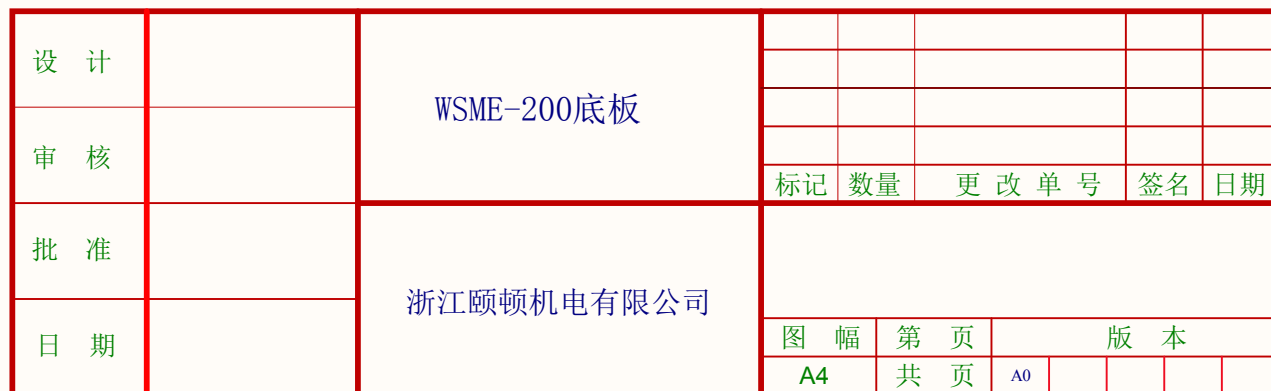 设 计
审 核
批 准
日 期
WSME-200底板
浙江颐顿机电有限公司
标记 数量 更 改 单 号 签名 日期
图 幅 第 页 版 本
A4 共 页 A0